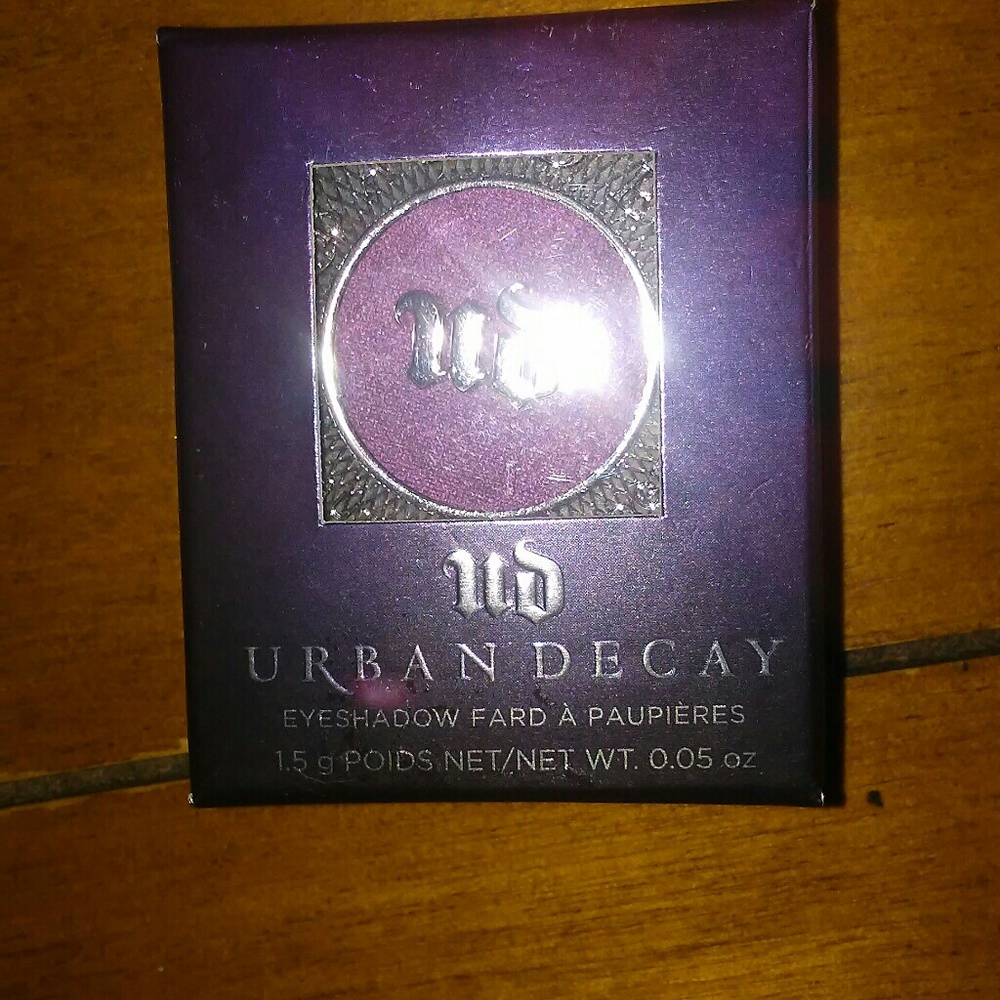 ud
ud
URBAN DECAY
EYESHADOW FARD À PAUPIÈRES
1.5 g POIDS NET/NET WT. 0.05 oz